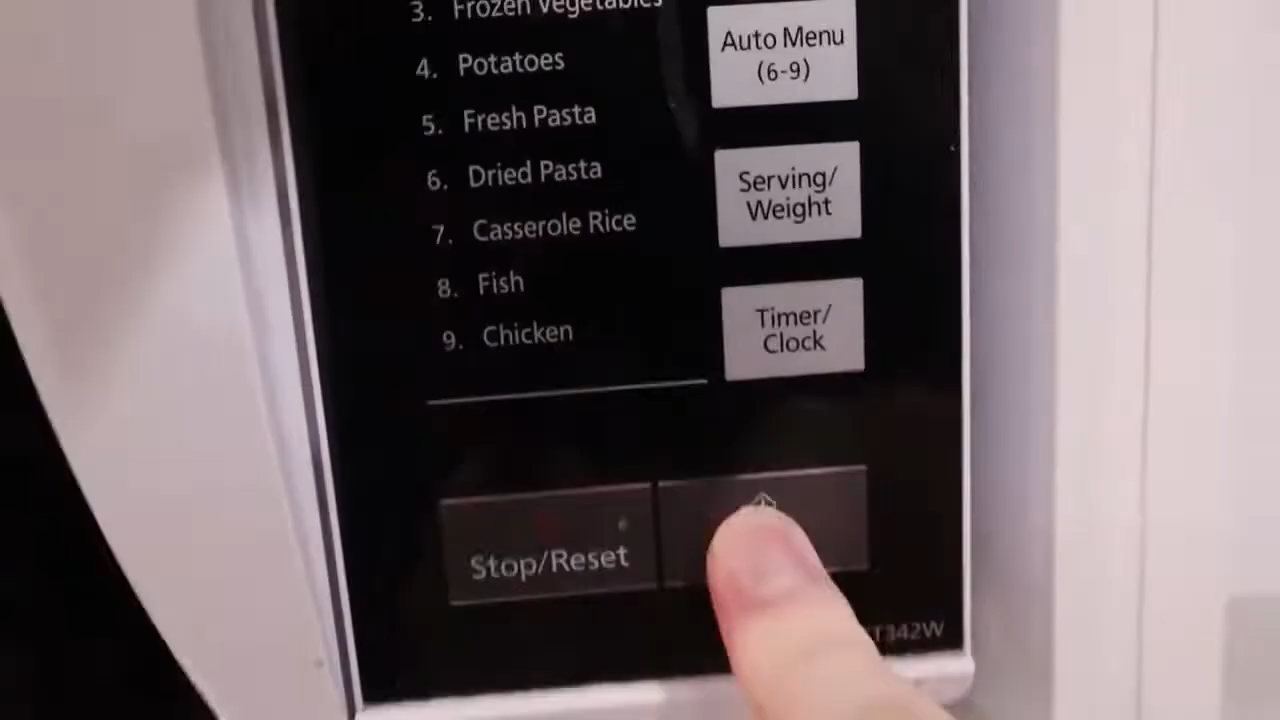 3. Frozen Vegetables
Auto Menu
(6-9)
4. Potatoes
5. Fresh Pasta
6. Dried Pasta
Serving/
Weight
7. Casserole Rice
8. Fish
9. Chicken
Timer/
Clock
Stop/Reset
T342W